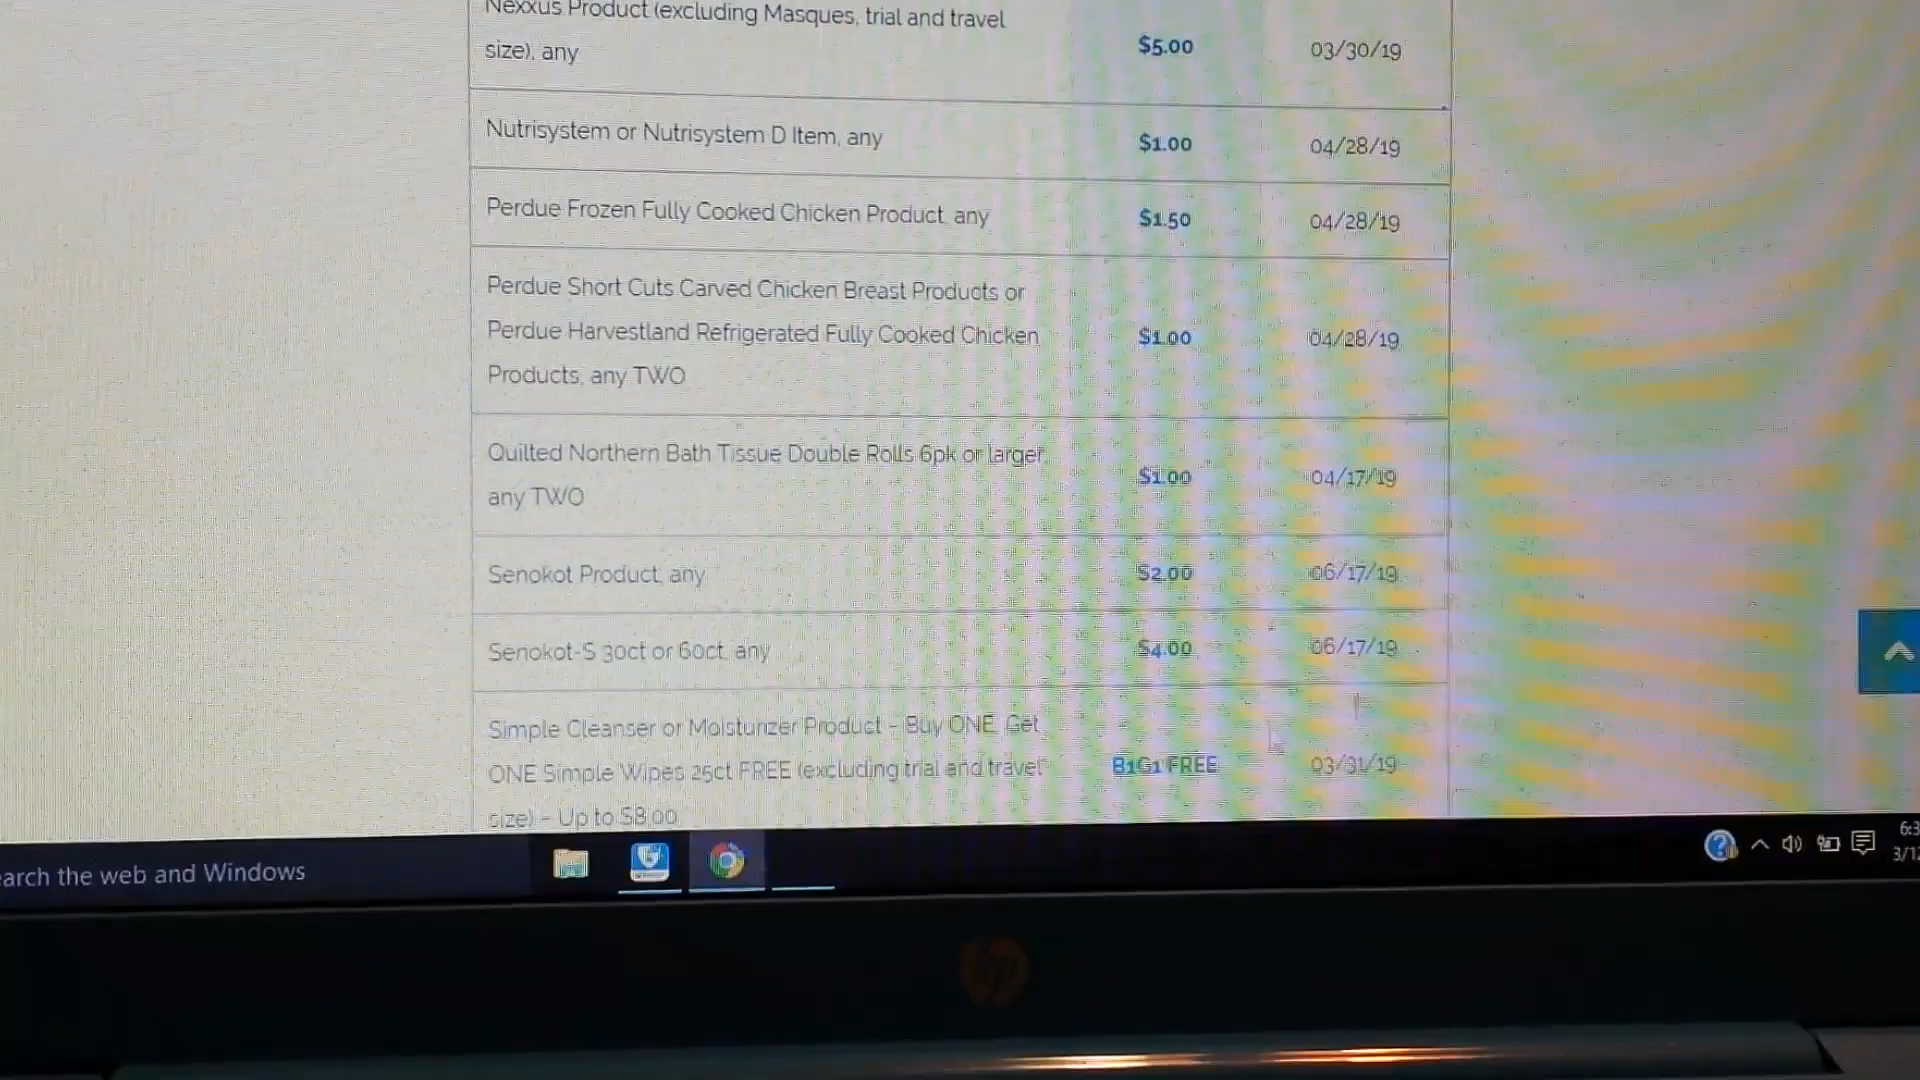 Nexxus Product (excluding Masques, trial and travel
size), any
$5.00
03/30/19
Nutrisystem or Nutrisystem D Item, any
$1.00
04/28/19
Perdue Frozen Fully Cooked Chicken Product, any
$1.50
04/28/19
Perdue Short Cuts Carved Chicken Breast Products or
Perdue Harvestland Refrigerated Fully Cooked Chicken
Products, any TWO
$1.00
04/28/19
Quilted Northern Bath Tissue Double Rolls 6pk or larger,
any TWO
$1.00
04/17/19
Senokot Product, any
$2.00
06/17/19
Senokot-S 30ct or 60ct, any
$4.00
06/17/19
Simple Cleanser or Moisturizer Product – Buy ONE, Get
ONE Simple Wipes 25ct FREE (excluding trial and travel
size) – Up to $8.00
B1G1 FREE
03/31/19
earch the web and Windows
6:3
3/12
hp